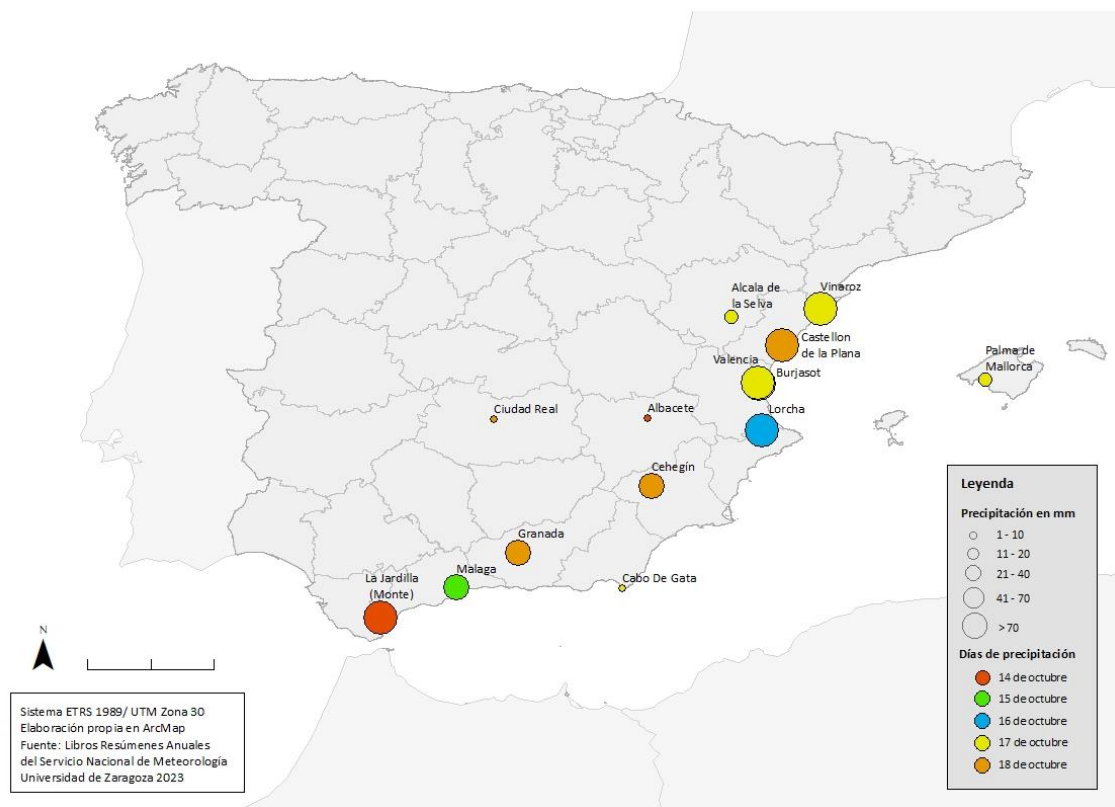 Alcala de
la Selva
Vinaroz
Castellon
de la Plana
Valencia
Burjasot
Palma de
Mallorca
Ciudad Real
Albacete
Lorcha
Cehegín
Granada
Malaga
La Jardilla
(Monte)
Cabo De Gata
N
Sistema ETRS 1989/ UTM Zona 30
Elaboración propia en ArcMap
Fuente: Libros Resúmenes Anuales
del Servicio Nacional de Meteorología
Universidad de Zaragoza 2023
Leyenda
Precipitación en mm
1 - 10
11 - 20
21 - 40
41 - 70
>70
Días de precipitación
14 de octubre
15 de octubre
16 de octubre
17 de octubre
18 de octubre